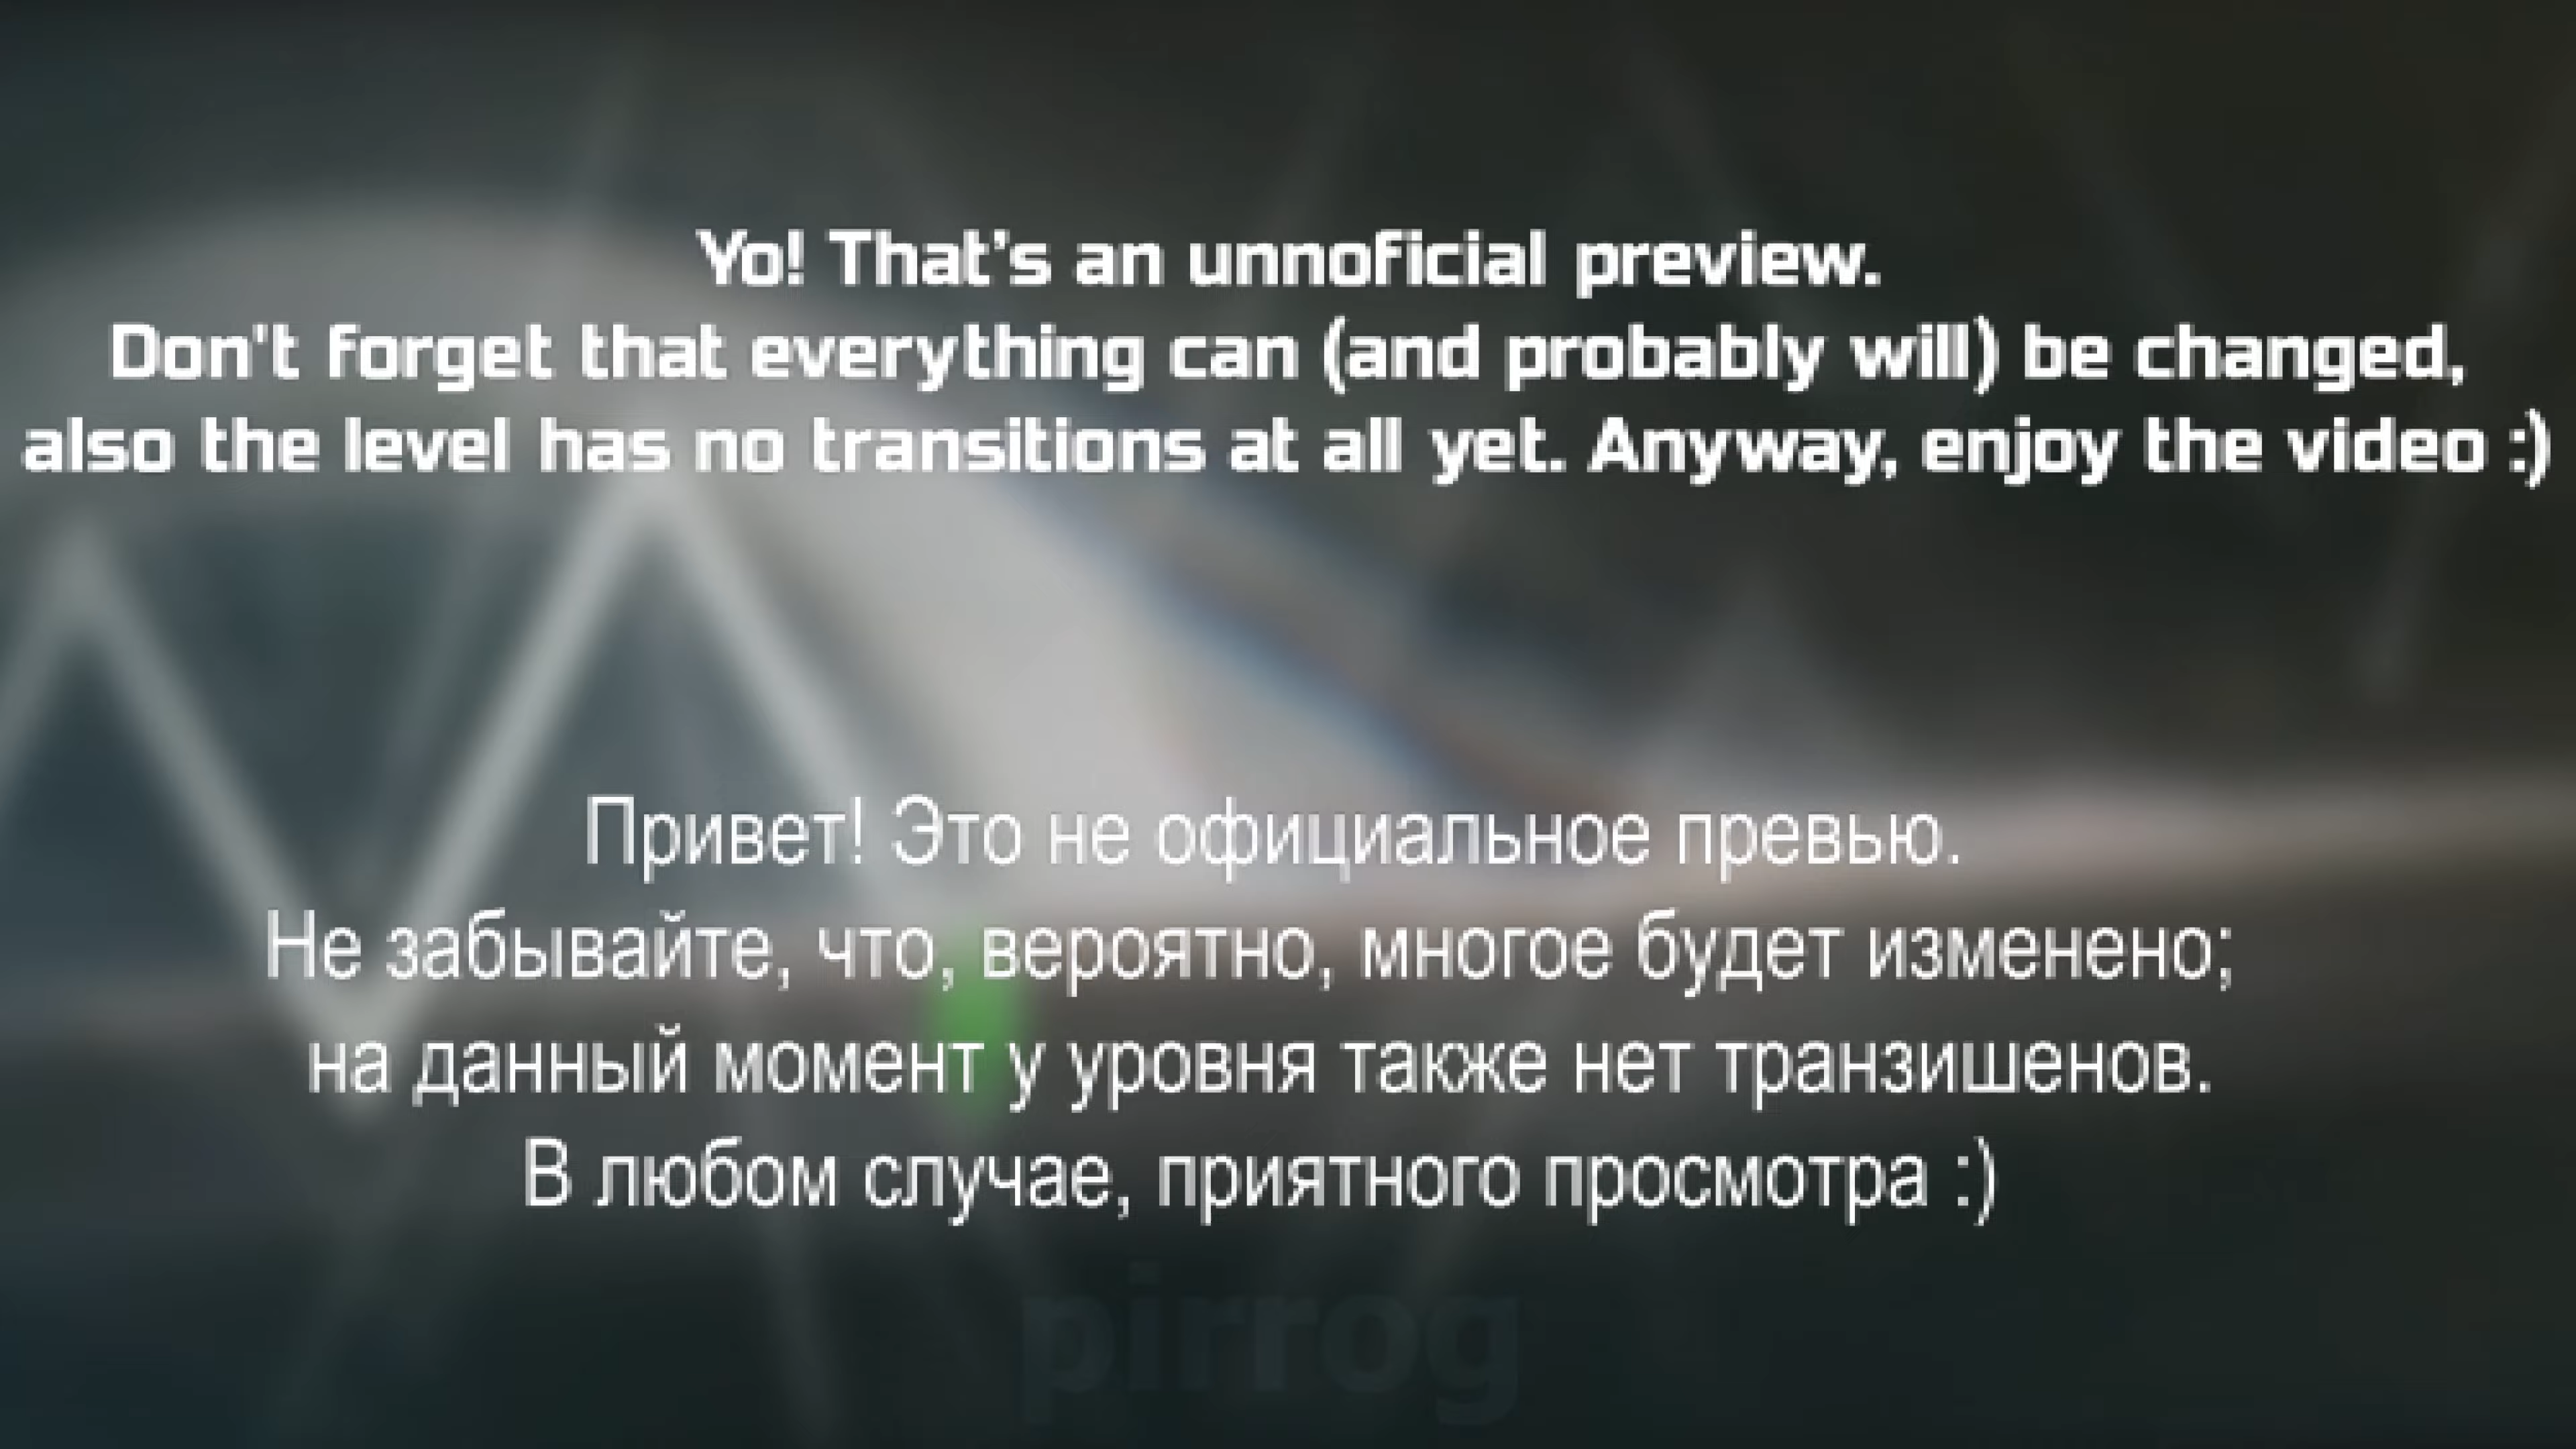 Yo! That's an unnoficial preview.
Don't forget that everything can (and probably will) be changed,
also the level has no transitions at all yet. Anyway, enjoy the video :)
Привет! Это не официальное превью.
Не забывайте, что, вероятно, многое будет изменено;
на данный момент у уровня также нет транзишенов.
В любом случае, приятного просмотра :)
pirrog